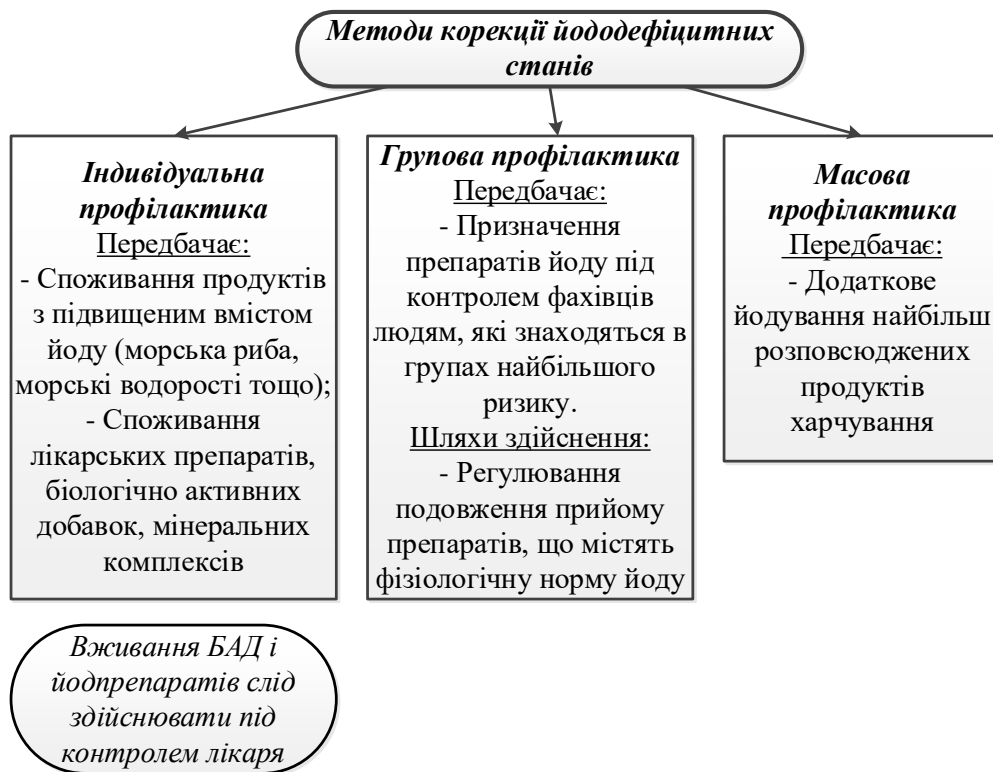 Методи корекції йододефіцитних
станів
Індивідуальна
профілактика
Передбачає:
- Споживання продуктів
з підвищеним вмістом
йоду (морська риба,
морські водорості тощо);
- Споживання
лікарських препаратів,
біологічно активних
добавок, мінеральних
комплексів
Групова профілактика
Передбачає:
- Призначення
препаратів йоду під
контролем фахівців
людям, які знаходяться в
групах найбільшого
ризику.
Шляхи здійснення:
- Регулювання
подовження прийому
препаратів, що містять
фізіологічну норму йоду
Масова
профілактика
Передбачає:
- Додаткове
йодування найбільш
розповсюджених
продуктів
харчування
Вживання БАД і
йодпрепаратів слід
здійснювати під
контролем лікаря